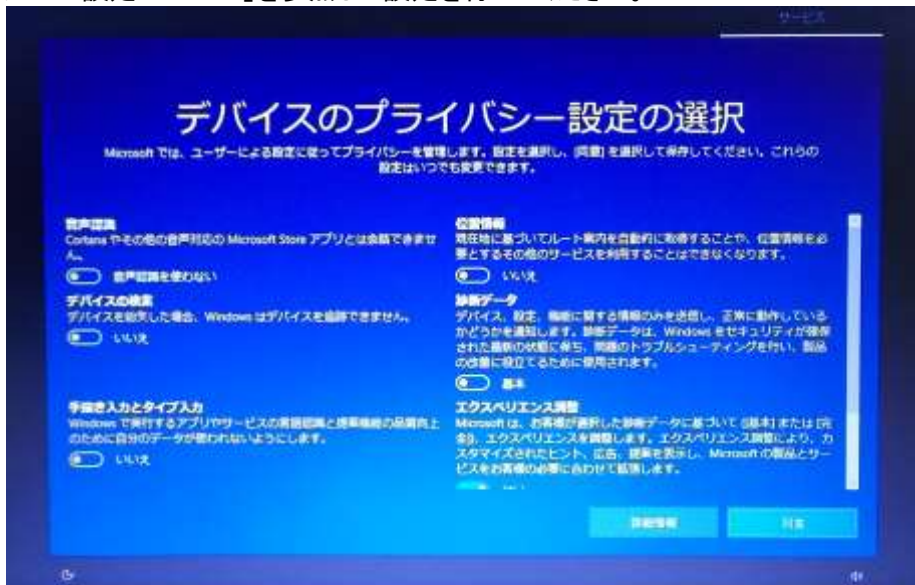 設定
を参照し、設定を行ってください。
サービス
デバイスのプライバシー設定の選択
Microsoft では、ユーザーによる設定に従ってプライバシーを管理します。設定を選択し、[同意] を選択して保存してください。これらの
設定はいつでも変更できます。
音声認識
Cortana やその他の音声対応の Microsoft Store アプリとは会話できませ
ん。
音声認識を使わない
デバイスの検索
デバイスを紛失した場合、Windows はデバイスを追跡できません。
いいえ
手書き入力とタイプ入力
Windows で実行するアプリやサービスの言語認識と提案機能の品質向上
のために自分のデータが使われないようにします。
いいえ
位置情報
現在地に基づいてルート案内を自動的に取得することや、位置情報を必
要とするその他のサービスを利用することはできなくなります。
いいえ
診断データ
デバイス、設定、機能に関する情報のみを送信し、正常に動作している
かどうかを通知します。診断データは、Windows をセキュリティが確保
された最新の状態に保ち、問題のトラブルシューティングを行い、製品
の改善に役立てるために使用されます。
基本
エクスペリエンス調整
Microsoft は、お客様が選択した診断データに基づいて ([基本] または [完
全])、エクスペリエンスを調整します。エクスペリエンス調整により、カ
スタマイズされたヒント、広告、提案を表示し、Microsoft の製品とサー
ビスをお客様の必要に合わせて拡張します。
詳細情報
同意